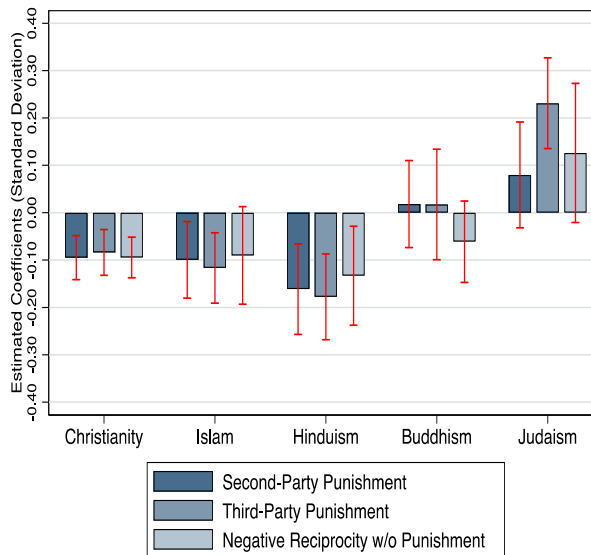 Estimated Coefficients (Standard Deviation)
0.40
0.30
0.20
0.10
0.00
-0.10
-0.20
-0.30
-0.40
Christianity
Islam
Hinduism
Buddhism
Judaism
Second-Party Punishment
Third-Party Punishment
Negative Reciprocity w/o Punishment